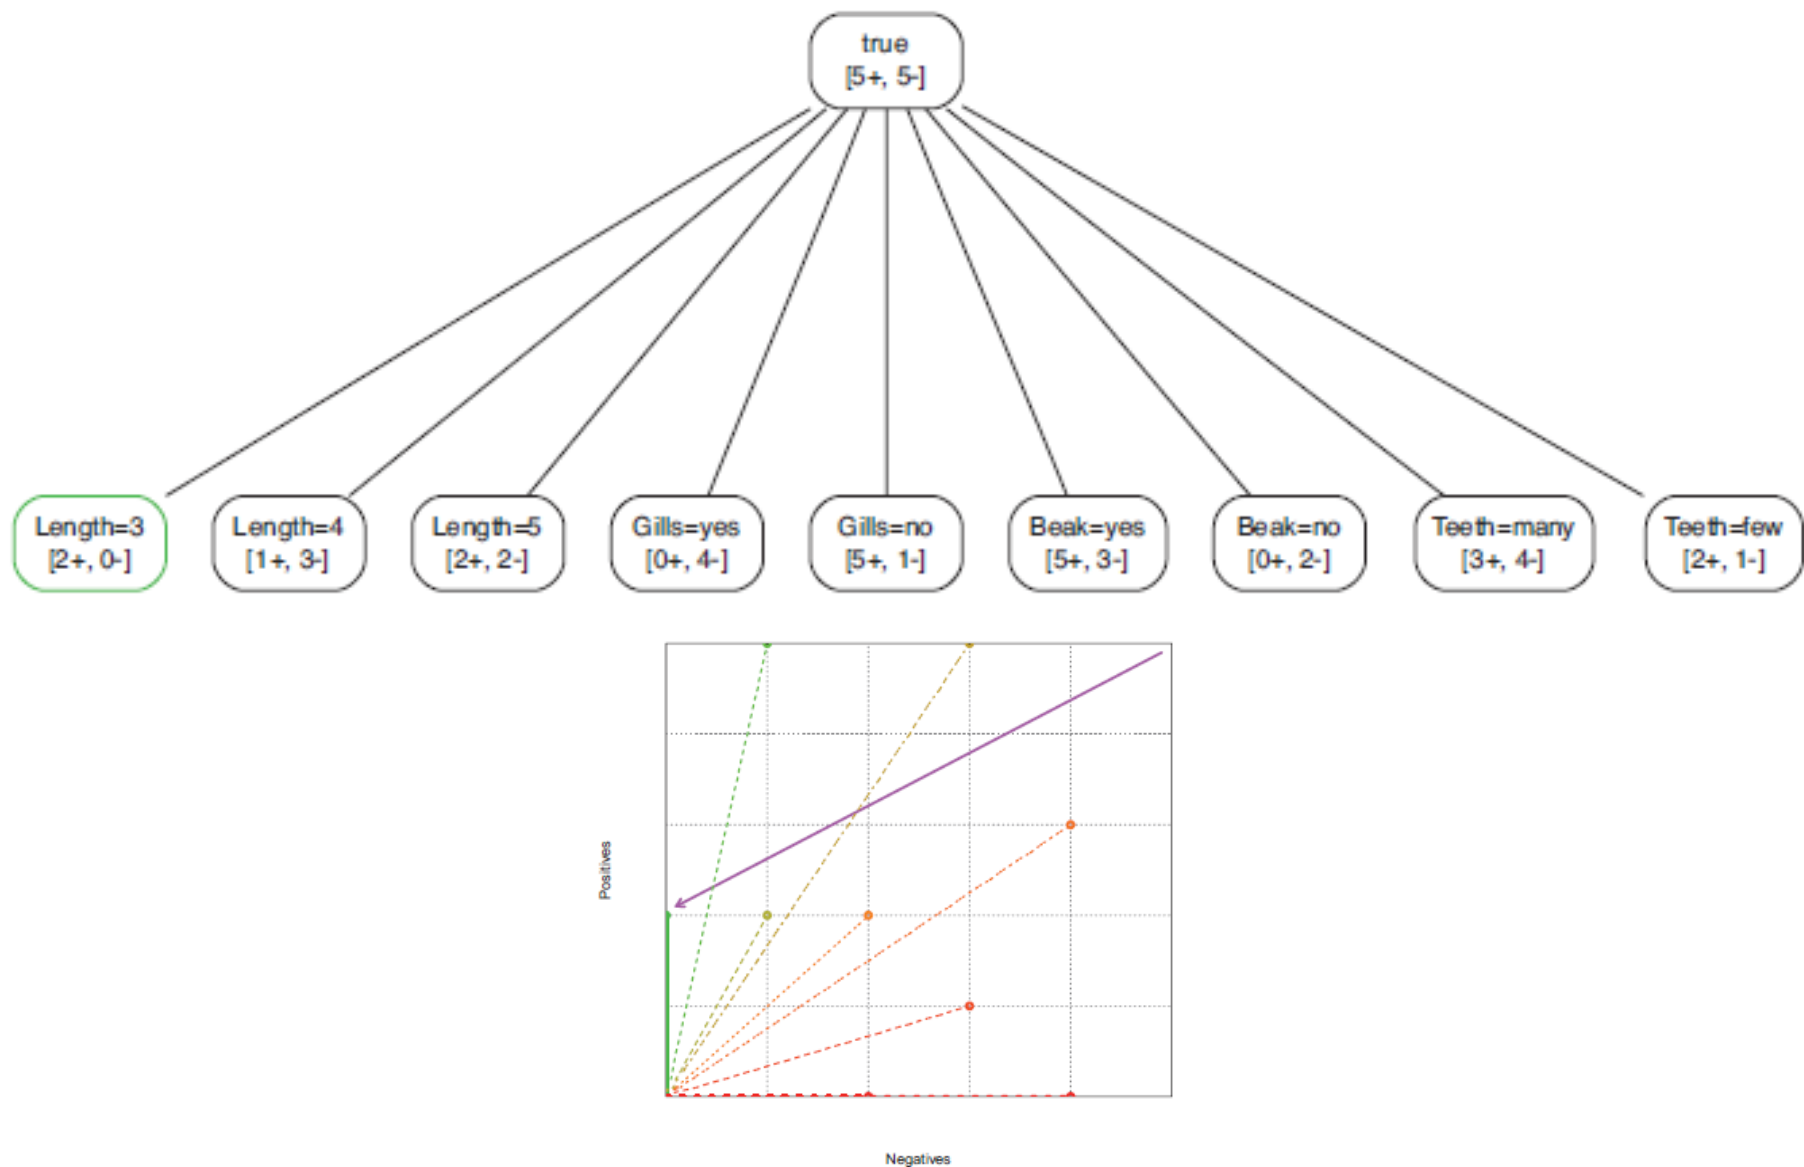 true
[5+, 5-]
Length=3
[2+, 0-]
Length=4
[1+, 3-]
Length=5
[2+, 2-]
Gills=yes
[0+, 4-]
Gills=no
[5+, 1-]
Beak=yes
[5+, 3-]
Beak=no
[0+, 2-]
Teeth=many
[3+, 4-]
Teeth=few
[2+, 1-]
Positives
Negatives